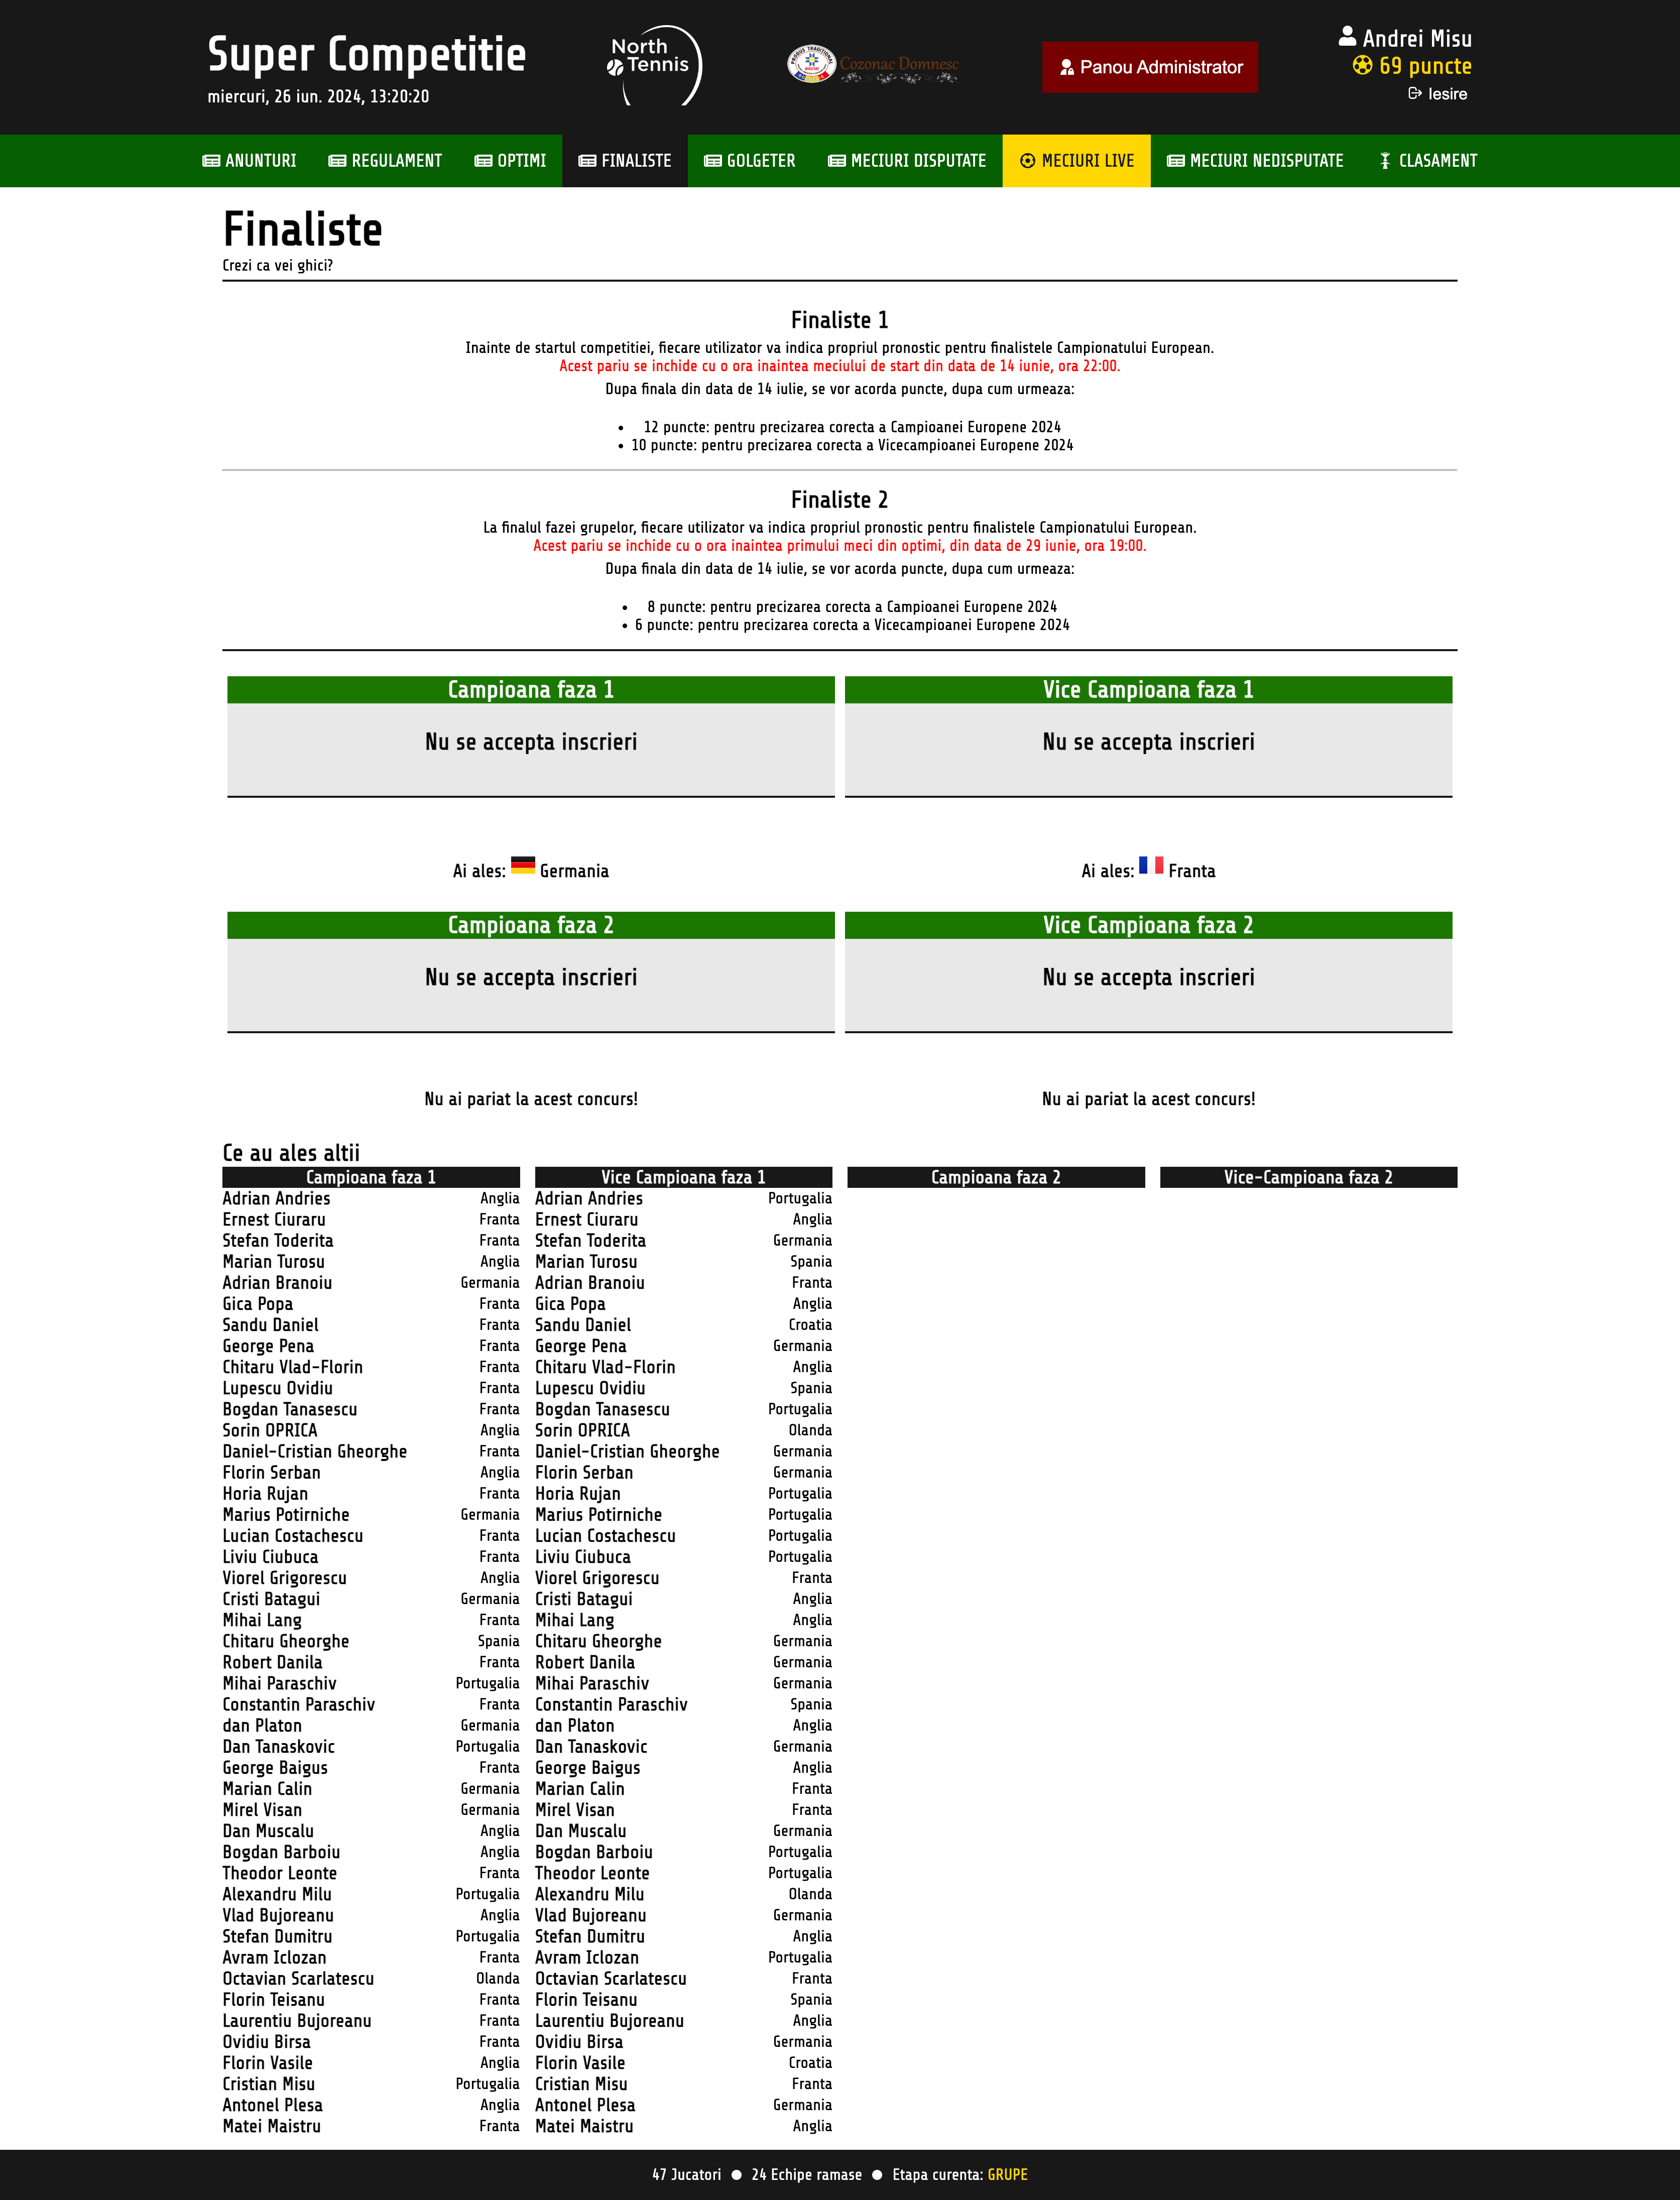 Super Competitie
miercuri, 26 iun. 2024, 13:20:20
North
Tennis
PRODUS TRADITIONAL
Cozonac Domnesc
Panou Administrator
Andrei Misu
69 puncte
Iesire
ANUNTURI REGULAMENT OPTIMI FINALISTE GOLGETER MECIURI DISPUTATE MECIURI LIVE MECIURI NEDISPUTATE CLASAMENT
Finaliste
Crezi ca vei ghici?
Finaliste 1
Inainte de startul competitiei, fiecare utilizator va indica propriul pronostic pentru finalistele Campionatului European.
Acest pariu se inchide cu o ora inaintea meciului de start din data de 14 iunie, ora 22:00.
Dupa finala din data de 14 iulie, se vor acorda puncte, dupa cum urmeaza:
• 12 puncte: pentru precizarea corecta a Campioanei Europene 2024
• 10 puncte: pentru precizarea corecta a Vicecampioanei Europene 2024
Finaliste 2
La finalul fazei grupelor, fiecare utilizator va indica propriul pronostic pentru finalistele Campionatului European.
Acest pariu se inchide cu o ora inaintea primului meci din optimi, din data de 29 iunie, ora 19:00.
Dupa finala din data de 14 iulie, se vor acorda puncte, dupa cum urmeaza:
• 8 puncte: pentru precizarea corecta a Campioanei Europene 2024
• 6 puncte: pentru precizarea corecta a Vicecampioanei Europene 2024
Campioana faza 1 Vice Campioana faza 1
Nu se accepta inscrieri Nu se accepta inscrieri
Ai ales: Germania Ai ales: Franta
Campioana faza 2 Vice Campioana faza 2
Nu se accepta inscrieri Nu se accepta inscrieri
Nu ai pariat la acest concurs! Nu ai pariat la acest concurs!
Ce au ales altii
Campioana faza 1 Vice Campioana faza 1 Campioana faza 2 Vice-Campioana faza 2
Adrian Andries Anglia Adrian Andries Portugalia
Ernest Ciuraru Franta Ernest Ciuraru Anglia
Stefan Toderita Franta Stefan Toderita Germania
Marian Turosu Anglia Marian Turosu Spania
Adrian Branoiu Germania Adrian Branoiu Franta
Gica Popa Franta Gica Popa Anglia
Sandu Daniel Franta Sandu Daniel Croatia
George Pena Franta George Pena Germania
Chitaru Vlad-Florin Franta Chitaru Vlad-Florin Anglia
Lupescu Ovidiu Franta Lupescu Ovidiu Spania
Bogdan Tanasescu Franta Bogdan Tanasescu Portugalia
Sorin OPRICA Anglia Sorin OPRICA Olanda
Daniel-Cristian Gheorghe Franta Daniel-Cristian Gheorghe Germania
Florin Serban Anglia Florin Serban Germania
Horia Rujan Franta Horia Rujan Portugalia
Marius Potirniche Germania Marius Potirniche Portugalia
Lucian Costachescu Franta Lucian Costachescu Portugalia
Liviu Ciubuca Franta Liviu Ciubuca Portugalia
Viorel Grigorescu Anglia Viorel Grigorescu Franta
Cristi Batagui Germania Cristi Batagui Anglia
Mihai Lang Franta Mihai Lang Anglia
Chitaru Gheorghe Spania Chitaru Gheorghe Germania
Robert Danila Franta Robert Danila Germania
Mihai Paraschiv Portugalia Mihai Paraschiv Germania
Constantin Paraschiv Franta Constantin Paraschiv Spania
dan Platon Germania dan Platon Anglia
Dan Tanaskovic Portugalia Dan Tanaskovic Germania
George Baigus Franta George Baigus Anglia
Marian Calin Germania Marian Calin Franta
Mirel Visan Germania Mirel Visan Franta
Dan Muscalu Anglia Dan Muscalu Germania
Bogdan Barboiu Anglia Bogdan Barboiu Portugalia
Theodor Leonte Franta Theodor Leonte Portugalia
Alexandru Milu Portugalia Alexandru Milu Olanda
Vlad Bujoreanu Anglia Vlad Bujoreanu Germania
Stefan Dumitru Portugalia Stefan Dumitru Anglia
Avram Iclozan Franta Avram Iclozan Portugalia
Octavian Scarlatescu Olanda Octavian Scarlatescu Franta
Florin Teisanu Franta Florin Teisanu Spania
Laurentiu Bujoreanu Franta Laurentiu Bujoreanu Anglia
Ovidiu Birsa Franta Ovidiu Birsa Germania
Florin Vasile Anglia Florin Vasile Croatia
Cristian Misu Portugalia Cristian Misu Franta
Antonel Plesa Anglia Antonel Plesa Germania
Matei Maistru Franta Matei Maistru Anglia
47 Jucatori ● 24 Echipe ramase ● Etapa curenta: GRUPE